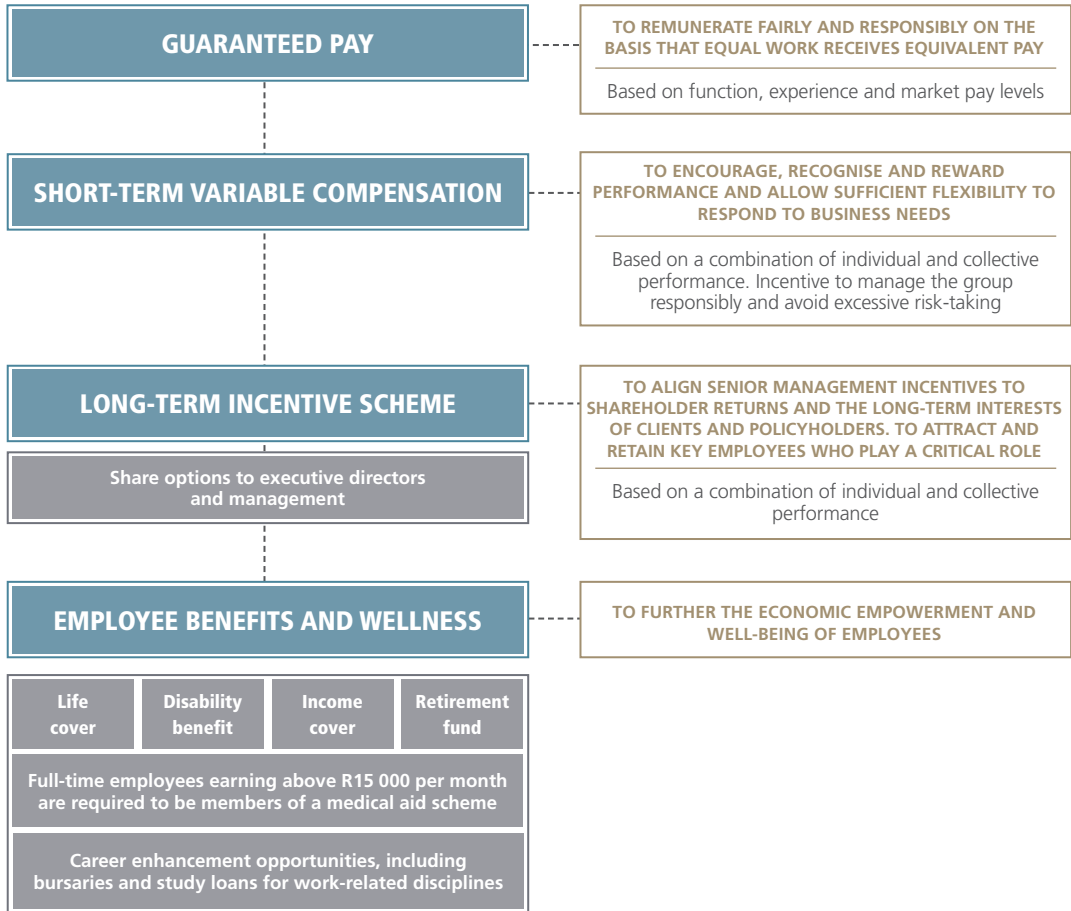 GUARANTEED PAY
TO REMUNERATE FAIRLY AND RESPONSIBLY ON THE
BASIS THAT EQUAL WORK RECEIVES EQUIVALENT PAY
Based on function, experience and market pay levels
SHORT-TERM VARIABLE COMPENSATION
TO ENCOURAGE, RECOGNISE AND REWARD
PERFORMANCE AND ALLOW SUFFICIENT FLEXIBILITY TO
RESPOND TO BUSINESS NEEDS
Based on a combination of individual and collective
performance. Incentive to manage the group
responsibly and avoid excessive risk-taking
LONG-TERM INCENTIVE SCHEME
Share options to executive directors
and management
TO ALIGN SENIOR MANAGEMENT INCENTIVES TO
SHAREHOLDER RETURNS AND THE LONG-TERM INTERESTS
OF CLIENTS AND POLICYHOLDERS. TO ATTRACT AND
RETAIN KEY EMPLOYEES WHO PLAY A CRITICAL ROLE
Based on a combination of individual and collective
performance
EMPLOYEE BENEFITS AND WELLNESS
TO FURTHER THE ECONOMIC EMPOWERMENT AND
WELL-BEING OF EMPLOYEES
Life
cover
Disability
benefit
Income
cover
Retirement
fund
Full-time employees earning above R15 000 per month
are required to be members of a medical aid scheme
Career enhancement opportunities, including
bursaries and study loans for work-related disciplines